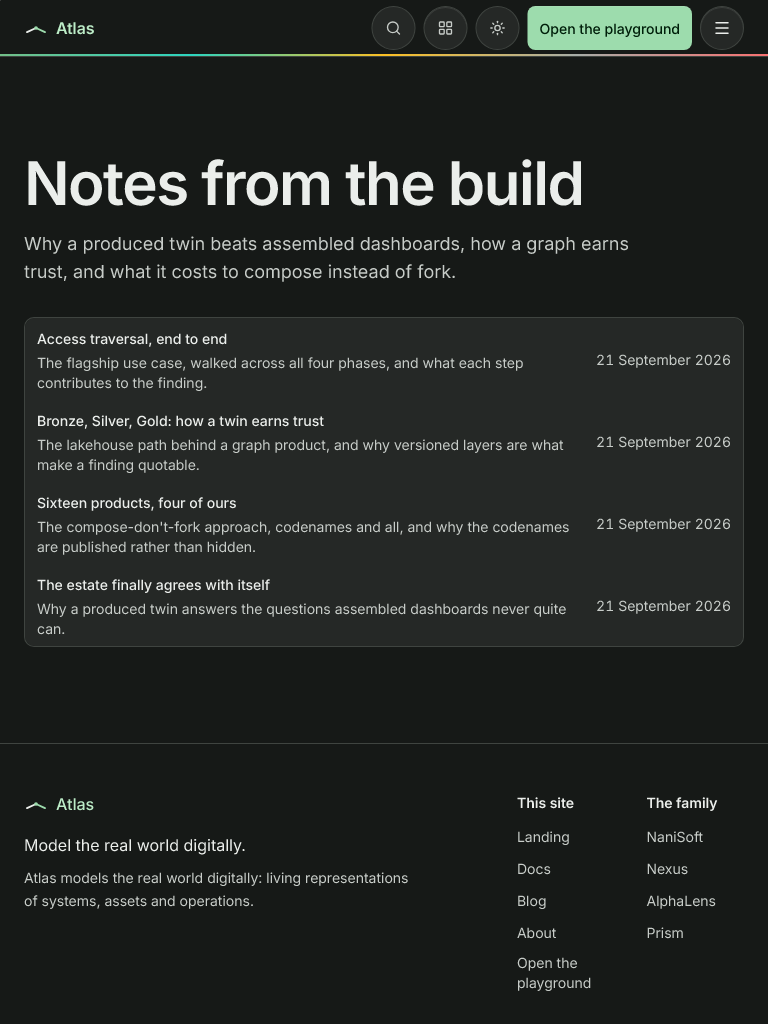 Atlas
Open the playground
Notes from the build
Why a produced twin beats assembled dashboards, how a graph earns
trust, and what it costs to compose instead of fork.
Access traversal, end to end
The flagship use case, walked across all four phases, and what each step
contributes to the finding.
21 September 2026
Bronze, Silver, Gold: how a twin earns trust
The lakehouse path behind a graph product, and why versioned layers are what
make a finding quotable.
21 September 2026
Sixteen products, four of ours
The compose-don't-fork approach, codenames and all, and why the codenames
are published rather than hidden.
21 September 2026
The estate finally agrees with itself
Why a produced twin answers the questions assembled dashboards never quite
can.
21 September 2026
Atlas
Model the real world digitally.
Atlas models the real world digitally: living representations
of systems, assets and operations.
This site
Landing
Docs
Blog
About
Open the
playground
The family
NaniSoft
Nexus
AlphaLens
Prism